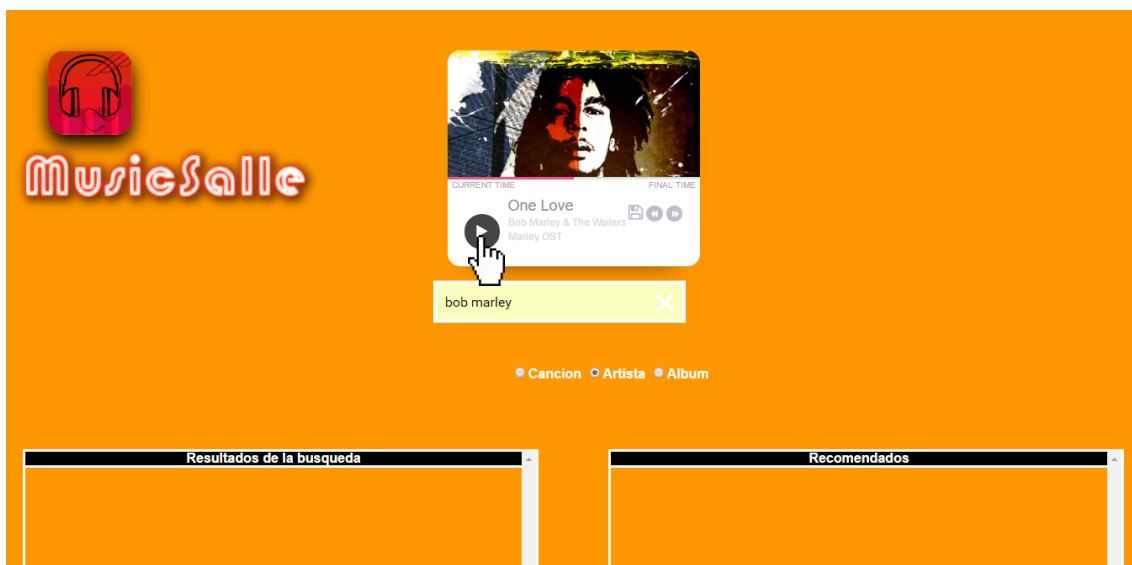 MusicSalle
CURRENT TIME FINAL TIME
One Love
Bob Marley & The Wailers
Marley OST
bob marley
Cancion Artista Album
Resultados de la busqueda
Recomendados